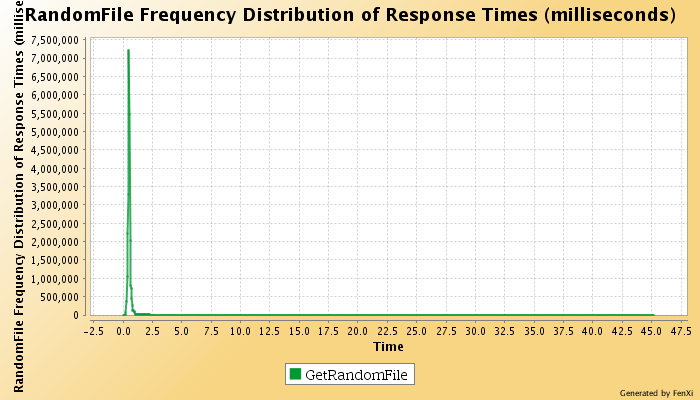 RandomFile Frequency Distribution of Response Times (milliseconds)
RandomFile Frequency Distribution of Response Times (millise
7,500,000
7,000,000
6,500,000
6,000,000
5,500,000
5,000,000
4,500,000
4,000,000
3,500,000
3,000,000
2,500,000
2,000,000
1,500,000
1,000,000
500,000
0
-2.5 0.0 2.5 5.0 7.5 10.0 12.5 15.0 17.5 20.0 22.5 25.0 27.5 30.0 32.5 35.0 37.5 40.0 42.5 45.0 47.5
Time
GetRandomFile
Generated by FenXi